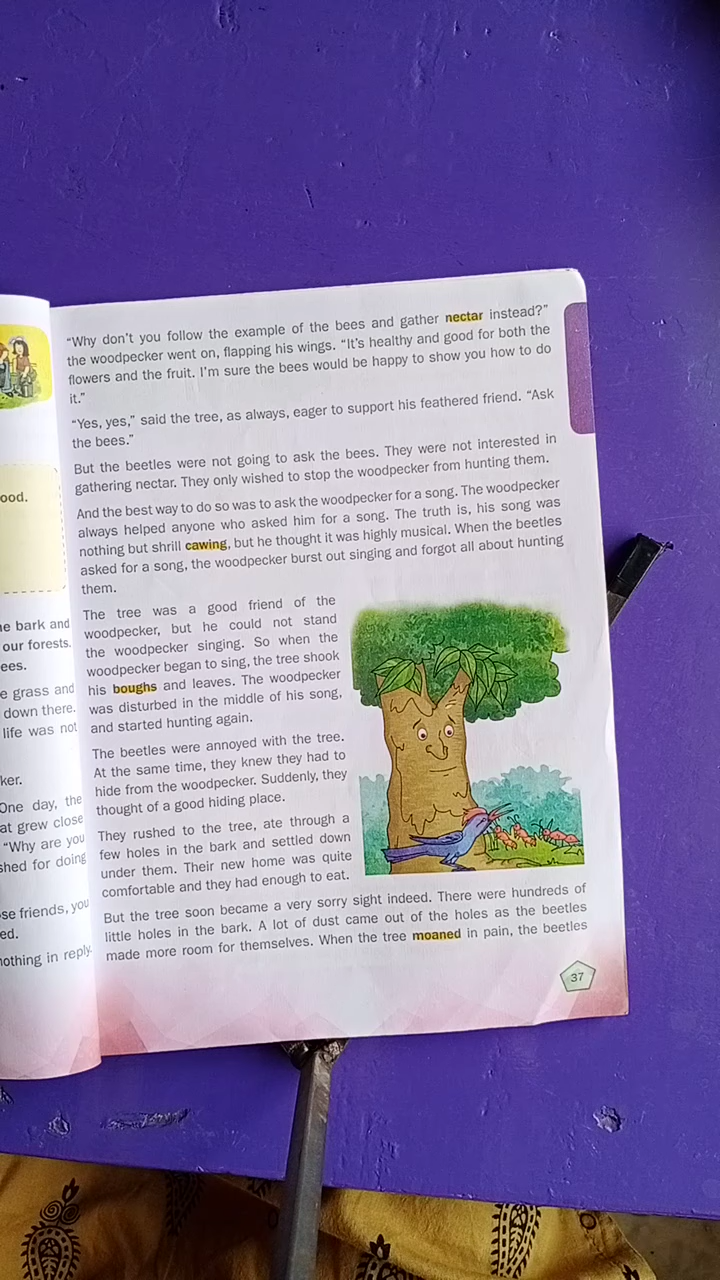 ood.
e bark and
our forests.
ees.
e grass and
down there.
life was not
ker.
One day, the
at grew close
"Why are you
shed for doing
se friends, you
ed.
nothing in reply.
"Why don't you follow the example of the bees and gather nectar instead?"
the woodpecker went on, flapping his wings. "It's healthy and good for both the
flowers and the fruit. I'm sure the bees would be happy to show you how to do
it."
"Yes, yes," said the tree, as always, eager to support his feathered friend. "Ask
the bees."
But the beetles were not going to ask the bees. They were not interested in
gathering nectar. They only wished to stop the woodpecker from hunting them.
And the best way to do so was to ask the woodpecker for a song. The woodpecker
always helped anyone who asked him for a song. The truth is, his song was
nothing but shrill cawing, but he thought it was highly musical. When the beetles
asked for a song, the woodpecker burst out singing and forgot all about hunting
them.
The tree was a good friend of the
woodpecker, but he could not stand
the woodpecker singing. So when the
woodpecker began to sing, the tree shook
his boughs and leaves. The woodpecker
was disturbed in the middle of his song,
and started hunting again.
The beetles were annoyed with the tree.
At the same time, they knew they had to
hide from the woodpecker. Suddenly, they
thought of a good hiding place.
They rushed to the tree, ate through a
few holes in the bark and settled down
under them. Their new home was quite
comfortable and they had enough to eat.
But the tree soon became a very sorry sight indeed. There were hundreds of
little holes in the bark. A lot of dust came out of the holes as the beetles
made more room for themselves. When the tree moaned in pain, the beetles
37